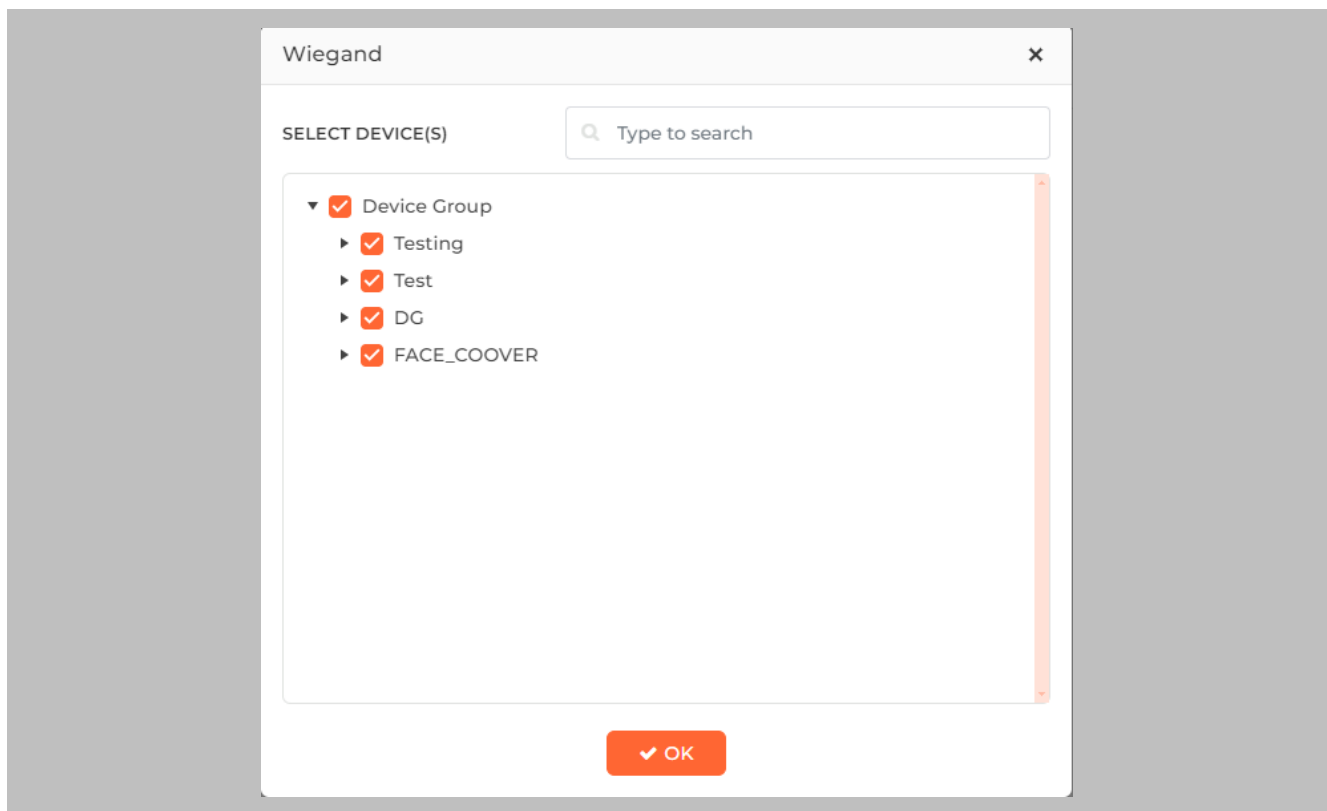 Wiegand
SELECT DEVICE(S) Type to search
Device Group
Testing
Test
DG
FACE_COOVER
OK